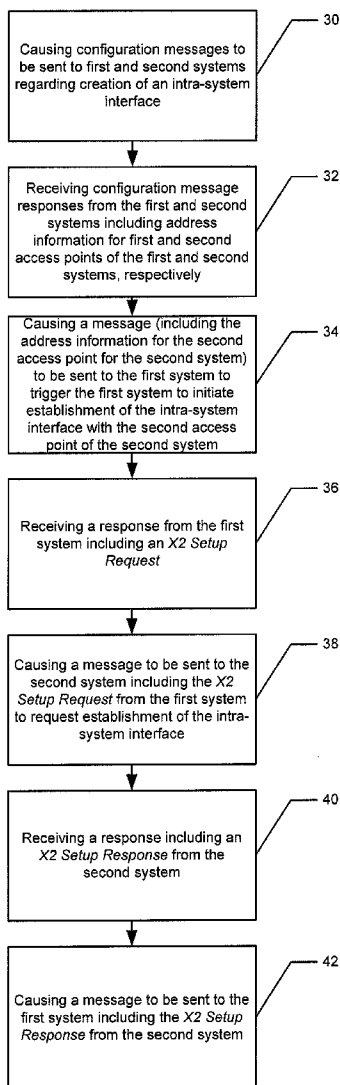 Causing configuration messages to
be sent to first and second systems
regarding creation of an intra-system
interface
30
Receiving configuration message
responses from the first and second
systems including address
information for first and second
access points of the first and second
systems, respectively
32
Causing a message (including the
address information for the second
access point for the second system)
to be sent to the first system to
trigger the first system to initiate
establishment of the intra-system
interface with the second access
point of the second system
34
Receiving a response from the first
system including an X2 Setup
Request
36
Causing a message to be sent to the
second system including the X2
Setup Request from the first system
to request establishment of the intra-
system interface
38
Receiving a response including an
X2 Setup Response from the
second system
40
Causing a message to be sent to the
first system including the X2 Setup
Response from the second system
42